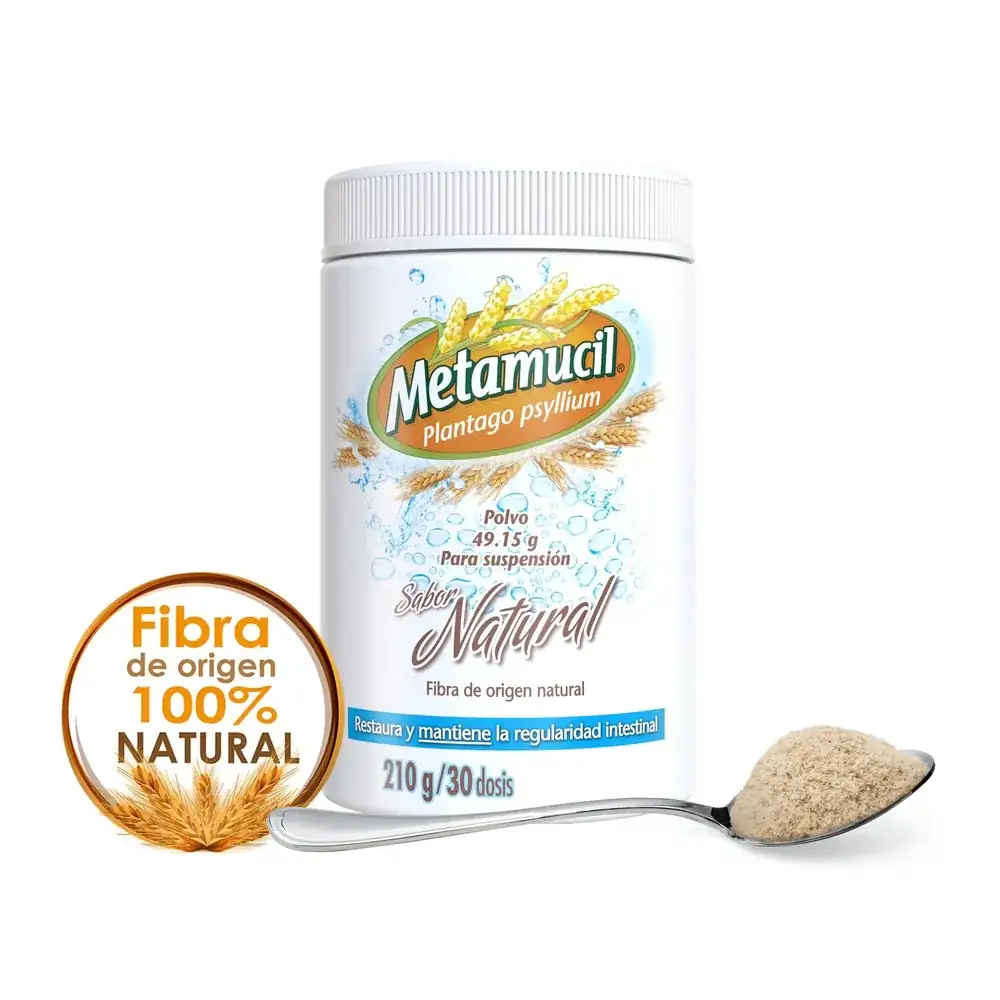 Metamucil®
Plantago psyllium
Polvo
49.15 g
Para suspensión
Sabor
Natural
Fibra de origen natural
Restaura y mantiene la regularidad intestinal
210 g/30 dosis
Fibra
de origen
100%
NATURAL